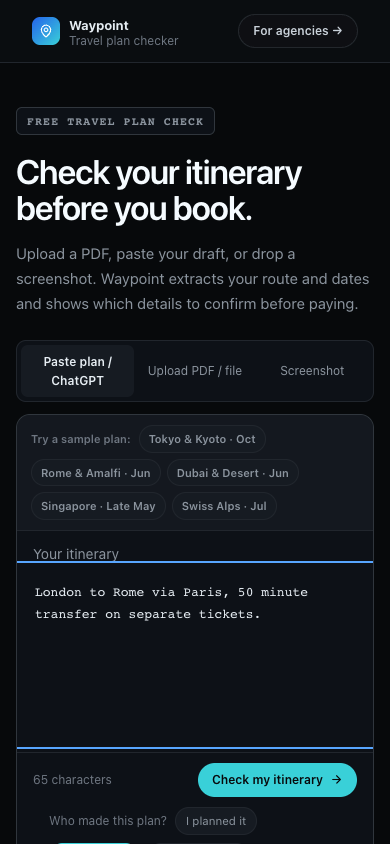 Waypoint
Travel plan checker
For agencies →
FREE TRAVEL PLAN CHECK
Check your itinerary
before you book.
Upload a PDF, paste your draft, or drop a
screenshot. Waypoint extracts your route and dates
and shows which details to confirm before paying.
Paste plan /
ChatGPT
Upload PDF / file
Screenshot
Try a sample plan:
Tokyo & Kyoto · Oct
Rome & Amalfi · Jun
Dubai & Desert · Jun
Singapore · Late May
Swiss Alps · Jul
Your itinerary
London to Rome via Paris, 50 minute
transfer on separate tickets.
65 characters
Check my itinerary →
Who made this plan?
I planned it